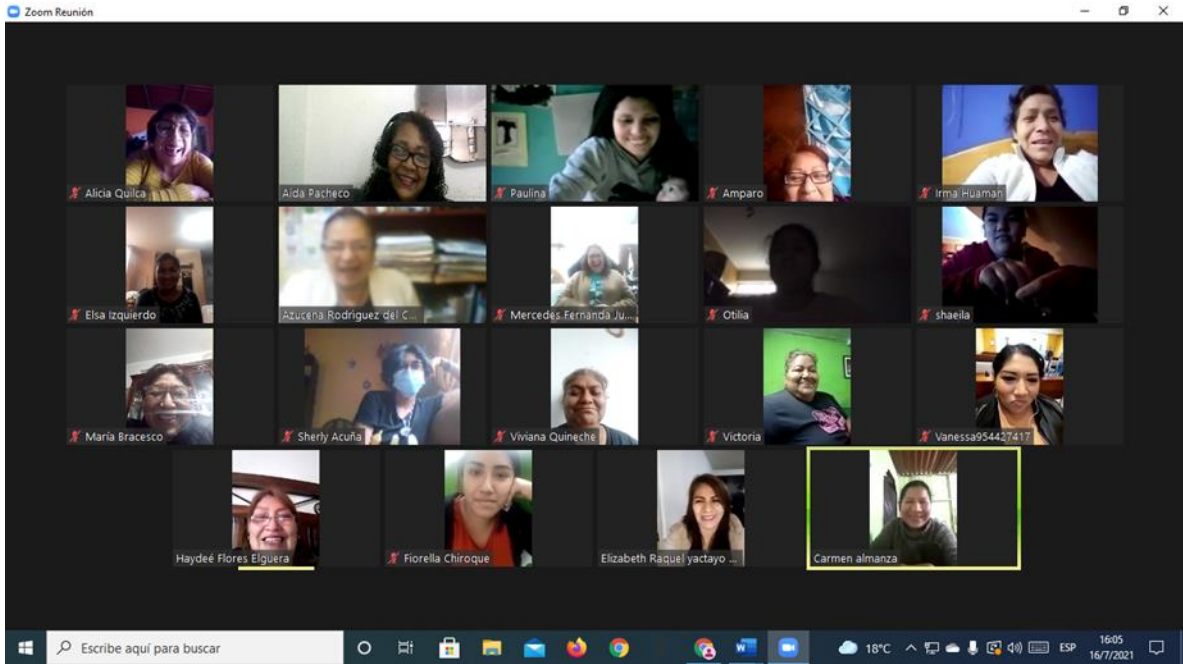 Zoom Reunión
Alicia Quilca
Aida Pacheco
Paulina
Amparo
Irma Huaman
Elsa Izquierdo
Azucena Rodríguez del C...
Mercedes Fernanda Ju...
Otilia
shaeila
María Bracesco
Sherly Acuña
Viviana Quineche
Victoria
Vanessa954427417
Haydeé Flores Elguera
Fiorella Chiroque
Elizabeth Raquel yactayo ...
Carmen almanza
Escribe aquí para buscar
18°C
ESP
16:05
16/7/2021